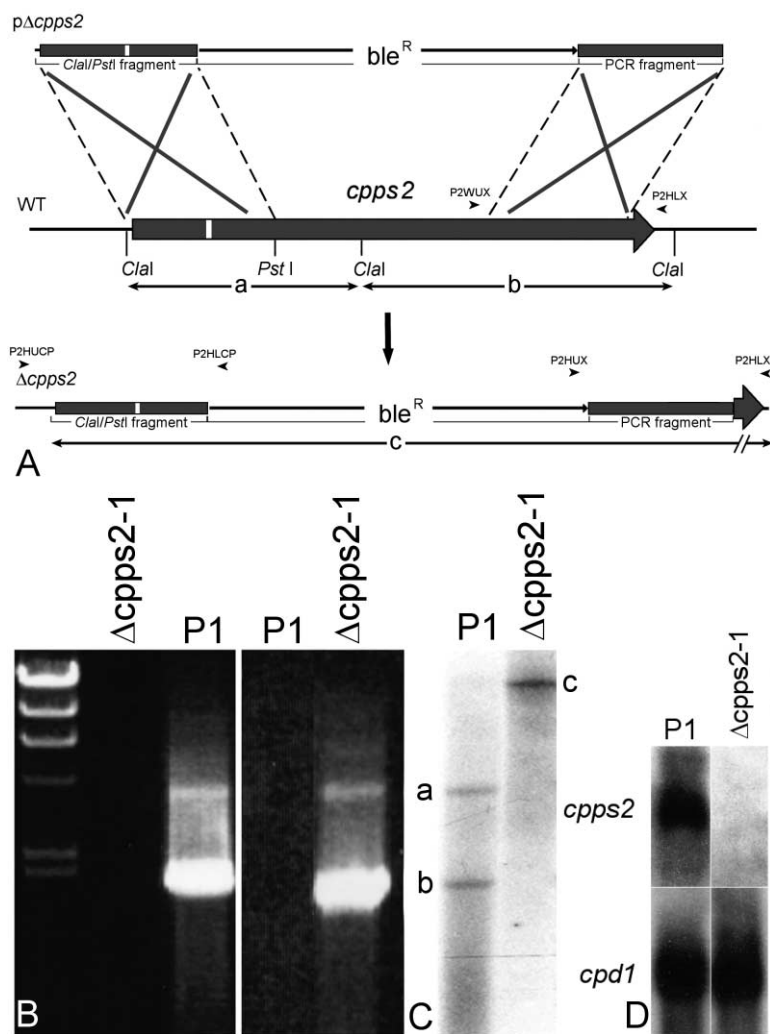 pΔcpps2
ClaI/PstI fragment
ble^R
PCR fragment
cpps2
P2WUX
P2HLX
WT
ClaI
Pst I
ClaI
ClaI
a
b
P2HUCP
P2HLCP
P2HUX
P2HLX
Δcpps2
ble^R
ClaI/PstI fragment
PCR fragment
c
A
Δcpps2-1
P1
P1
Δcpps2-1
P1
Δcpps2-1
c
P1
Δcpps2-1
a
cpps2
b
cpd1
B
C
D